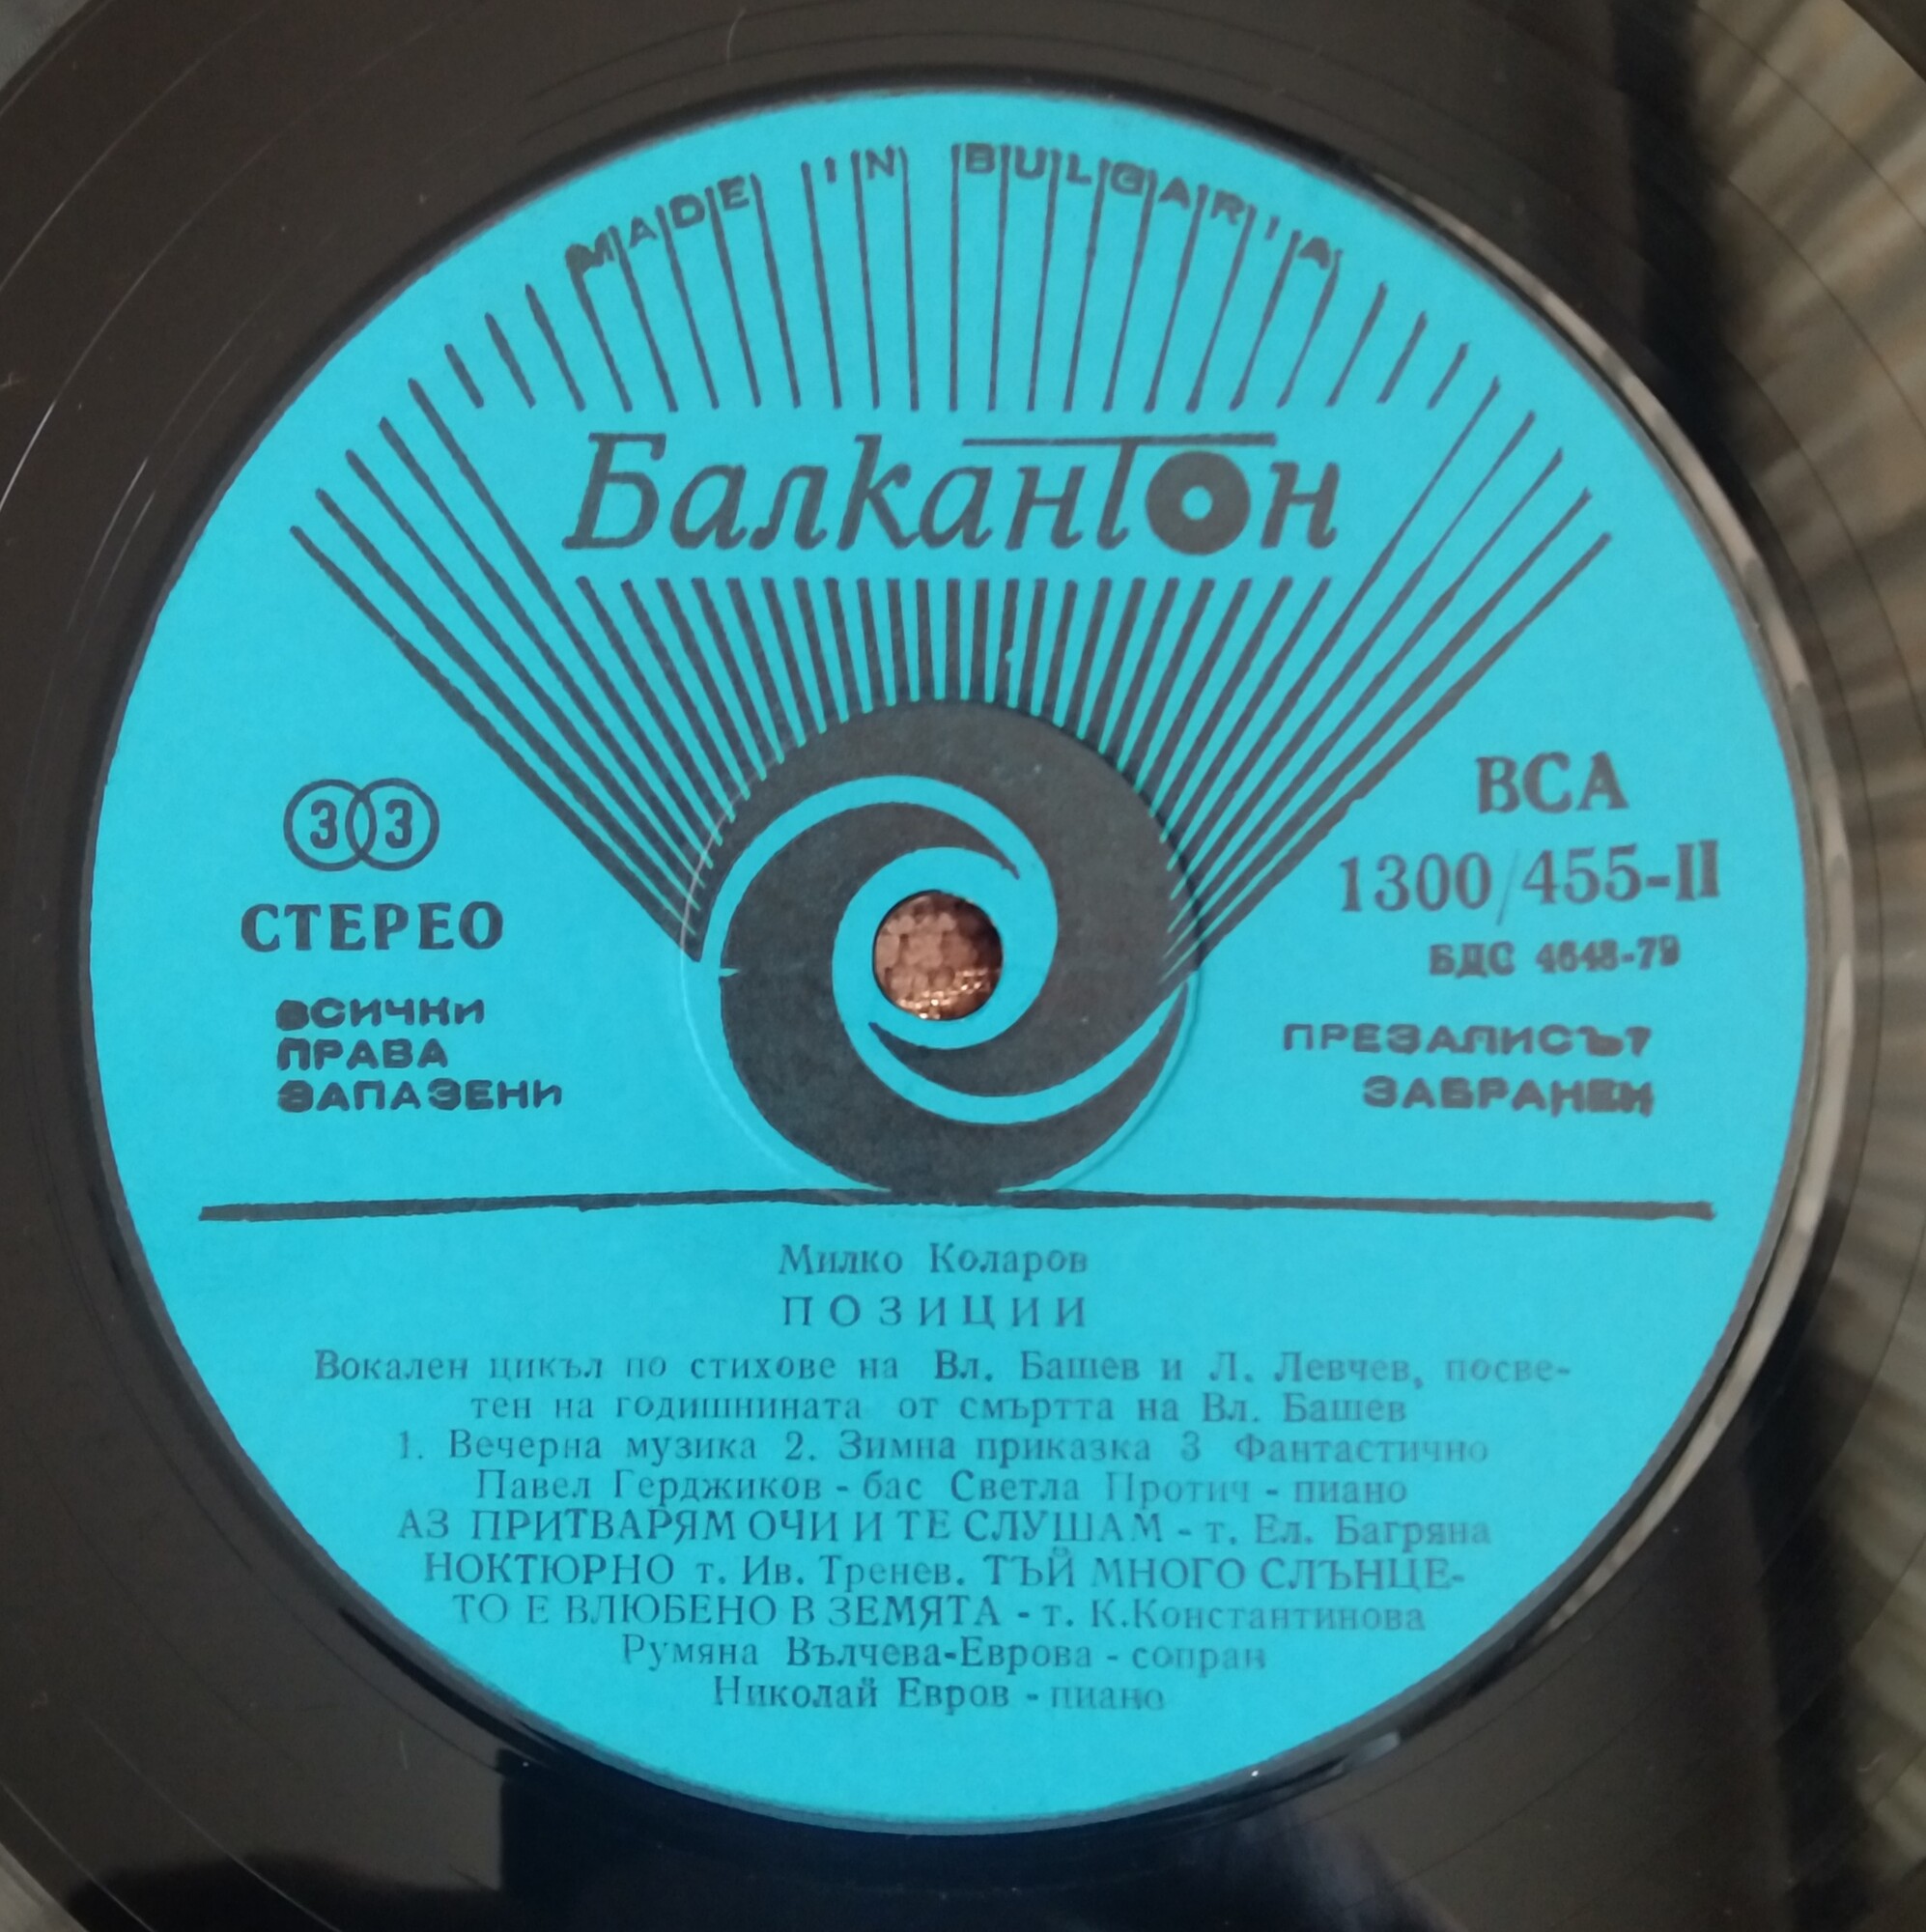 MADE IN BULGARIA
Балкантон
33
СТЕРЕО
ВСИЧКИ
ПРАВА
ЗАПАЗЕНИ
ВСА
1300/455-II
БДС 4643-79
ПРЕЗАПИСЪТ
ЗАБРАНЕН
Милко Коларов
ПОЗИЦИИ
Вокален цикъл по стихове на Вл. Башев и Л. Левчев, посве-
тен на годишнината от смъртта на Вл. Башев
1. Вечерна музика 2. Зимна приказка 3 Фантастично
Павел Герджиков - бас Светла Протич - пиано
АЗ ПРИТВАРЯМ ОЧИ И ТЕ СЛУШАМ - т. Ел. Багряна
НОКТЮРНО т. Ив. Тренев. ТЪЙ МНОГО СЛЪНЦЕ-
ТО Е ВЛЮБЕНО В ЗЕМЯТА - т. К.Константинова
Румяна Вълчева-Еврова - сопран
Николай Евров - пиано